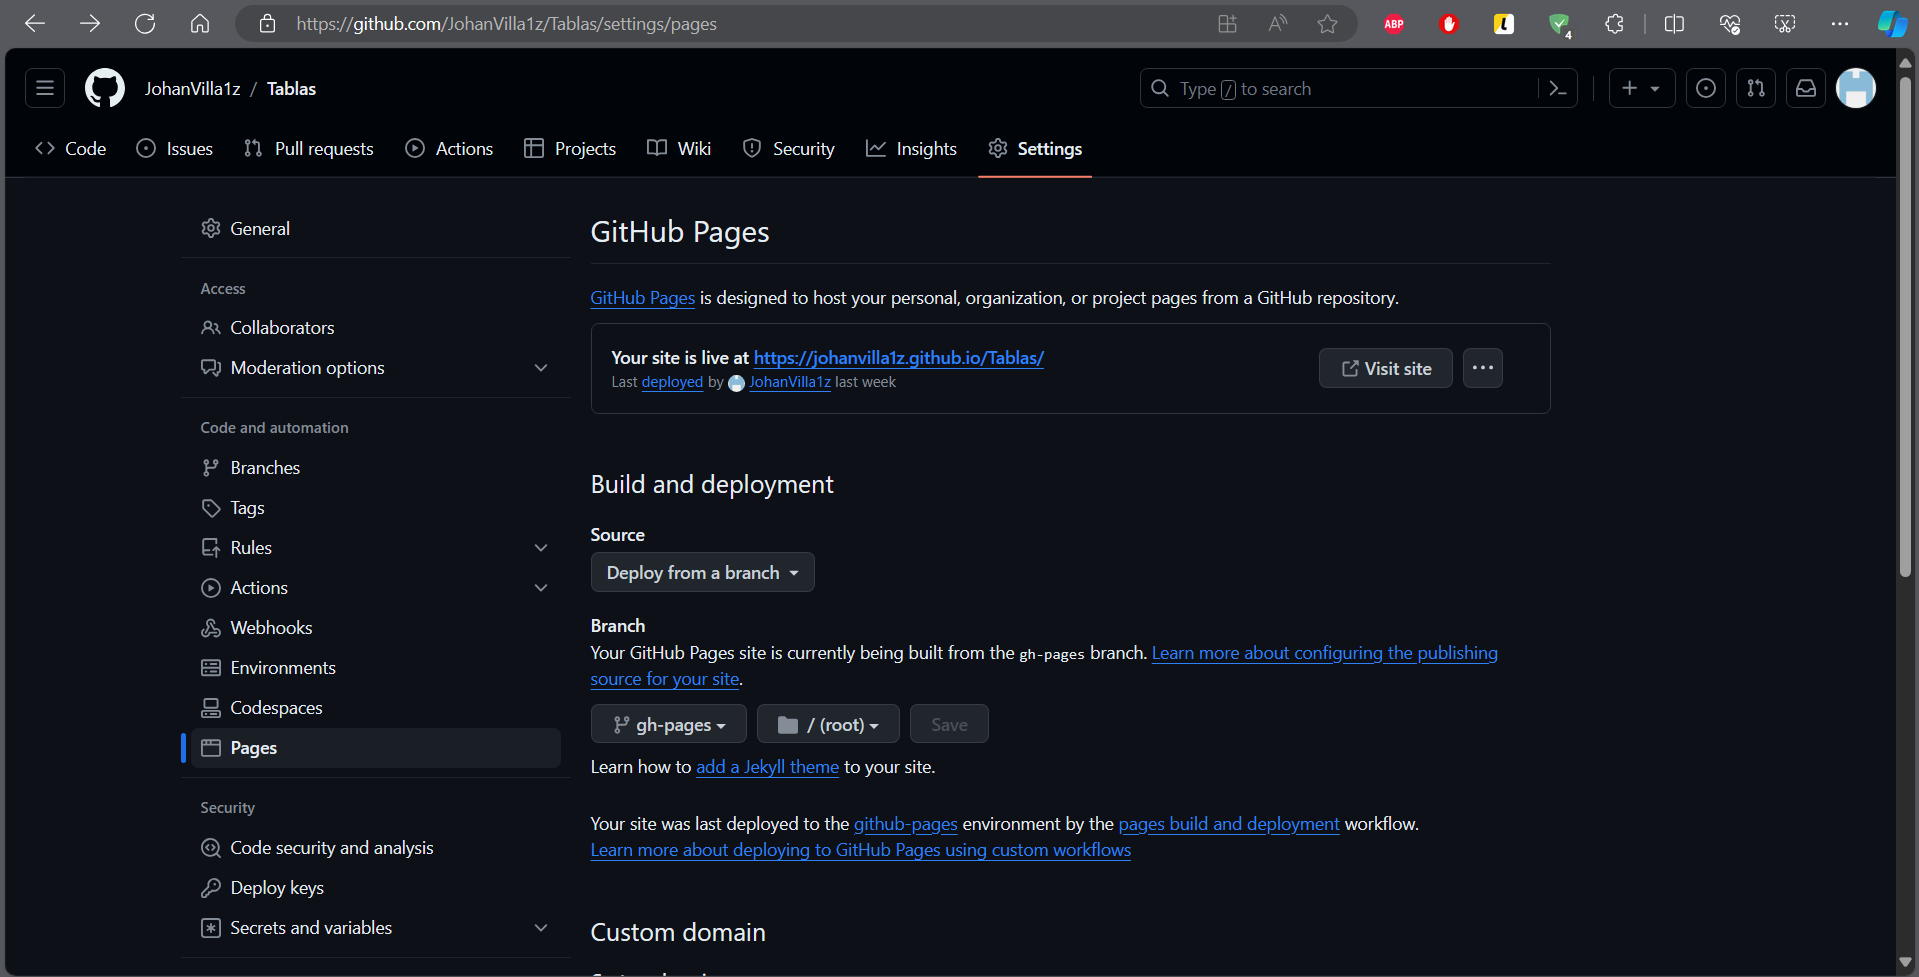 https://github.com/JohanVilla1z/Tablas/settings/pages
ABP
L
4
JohanVilla1z / Tablas
Type / to search
Code
Issues
Pull requests
Actions
Projects
Wiki
Security
Insights
Settings
General
Access
Collaborators
Moderation options
Code and automation
Branches
Tags
Rules
Actions
Webhooks
Environments
Codespaces
Pages
Security
Code security and analysis
Deploy keys
Secrets and variables
GitHub Pages
GitHub Pages is designed to host your personal, organization, or project pages from a GitHub repository.
Your site is live at https://johanvilla1z.github.io/Tablas/
Last deployed by JohanVilla1z last week
Visit site
Build and deployment
Source
Deploy from a branch
Branch
Your GitHub Pages site is currently being built from the gh-pages branch. Learn more about configuring the publishing
source for your site.
gh-pages
/ (root)
Save
Learn how to add a Jekyll theme to your site.
Your site was last deployed to the github-pages environment by the pages build and deployment workflow.
Learn more about deploying to GitHub Pages using custom workflows
Custom domain